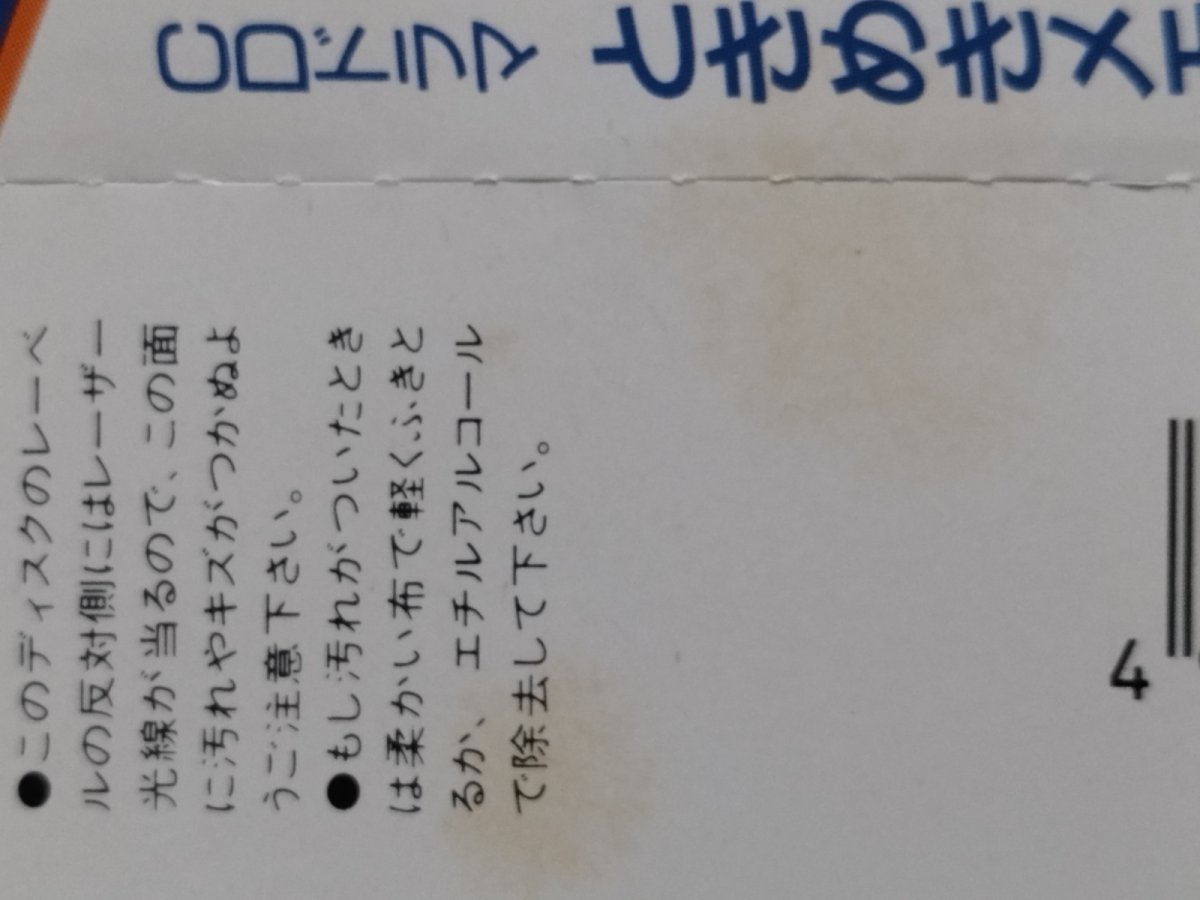 CDドラマ ときめきメ
●このディスクのレーベ
ルの反対側にはレーザー
光線が当るので、この面
に汚れやキズがつかぬよ
うご注意下さい。
●もし汚れがついたとき
は柔かい布で軽くふきと
るか、エチルアルコール
で除去して下さい。
4